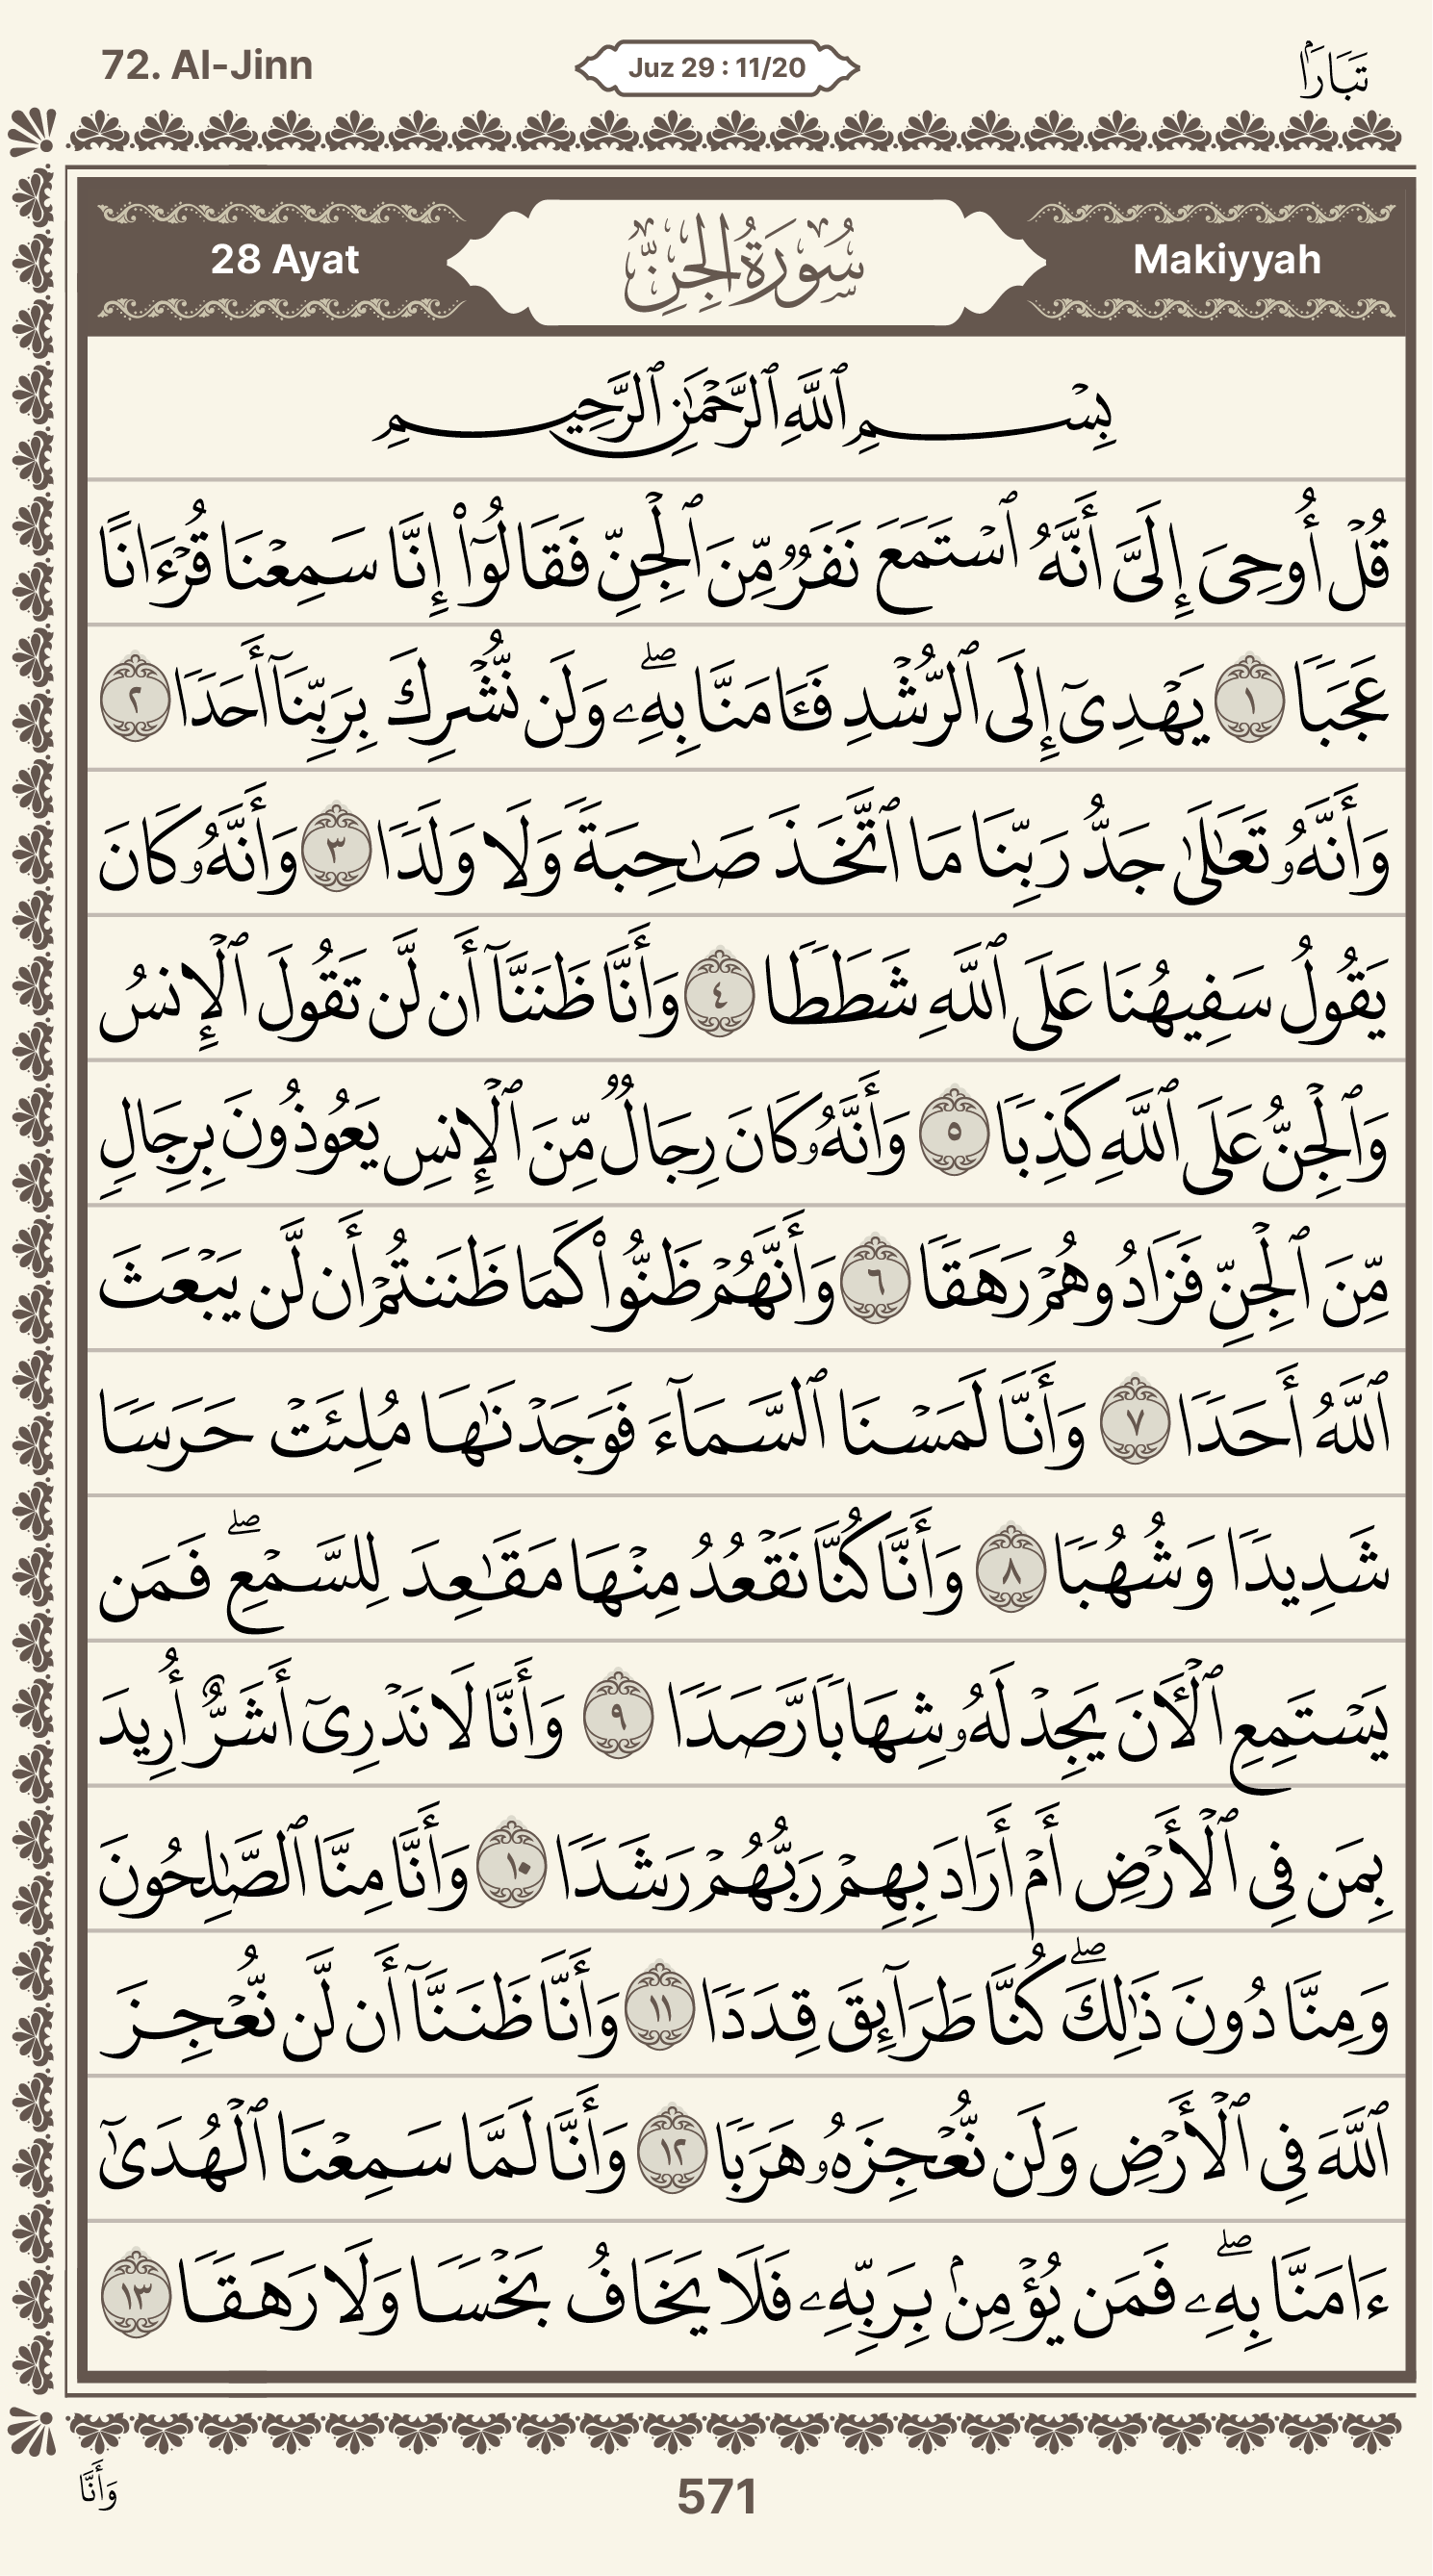 72. Al-Jinn
Juz 29 : 11/20
تَبَارَ
28 Ayat
سُورَةُ الجِنِّ
Makiyyah
بِسْمِ ٱللَّهِ ٱلرَّحْمَٰنِ ٱلرَّحِيمِ
قُلْ أُوحِىَ إِلَىَّ أَنَّهُ ٱسْتَمَعَ نَفَرٌ مِّنَ ٱلْجِنِّ فَقَالُوٓا۟ إِنَّا سَمِعْنَا قُرْءَانًا
عَجَبًا ١ يَهْدِىٓ إِلَى ٱلرُّشْدِ فَـَٔامَنَّا بِهِۦ ۖ وَلَن نُّشْرِكَ بِرَبِّنَآ أَحَدًا ٢
وَأَنَّهُۥ تَعَٰلَىٰ جَدُّ رَبِّنَا مَا ٱتَّخَذَ صَٰحِبَةً وَلَا وَلَدًا ٣ وَأَنَّهُۥ كَانَ
يَقُولُ سَفِيهُنَا عَلَى ٱللَّهِ شَطَطًا ٤ وَأَنَّا ظَنَنَّآ أَن لَّن تَقُولَ ٱلْإِنسُ
وَٱلْجِنُّ عَلَى ٱللَّهِ كَذِبًا ٥ وَأَنَّهُۥ كَانَ رِجَالٌ مِّنَ ٱلْإِنسِ يَعُوذُونَ بِرِجَالٍ
مِّنَ ٱلْجِنِّ فَزَادُوهُمْ رَهَقًا ٦ وَأَنَّهُمْ ظَنُّوا۟ كَمَا ظَنَنتُمْ أَن لَّن يَبْعَثَ
ٱللَّهُ أَحَدًا ٧ وَأَنَّا لَمَسْنَا ٱلسَّمَآءَ فَوَجَدْنَٰهَا مُلِئَتْ حَرَسًا
شَدِيدًا وَشُهُبًا ٨ وَأَنَّا كُنَّا نَقْعُدُ مِنْهَا مَقَٰعِدَ لِلسَّمْعِ ۖ فَمَن
يَسْتَمِعِ ٱلْـَٔانَ يَجِدْ لَهُۥ شِهَابًا رَّصَدًا ٩ وَأَنَّا لَا نَدْرِىٓ أَشَرٌّ أُرِيدَ
بِمَن فِى ٱلْأَرْضِ أَمْ أَرَادَ بِهِمْ رَبُّهُمْ رَشَدًا ١٠ وَأَنَّا مِنَّا ٱلصَّٰلِحُونَ
وَمِنَّا دُونَ ذَٰلِكَ ۖ كُنَّا طَرَآئِقَ قِدَدًا ١١ وَأَنَّا ظَنَنَّآ أَن لَّن نُّعْجِزَ
ٱللَّهَ فِى ٱلْأَرْضِ وَلَن نُّعْجِزَهُۥ هَرَبًا ١٢ وَأَنَّا لَمَّا سَمِعْنَا ٱلْهُدَىٰٓ
ءَامَنَّا بِهِۦ ۖ فَمَن يُؤْمِنۢ بِرَبِّهِۦ فَلَا يَخَافُ بَخْسًا وَلَا رَهَقًا ١٣
وَأَنَّا
571